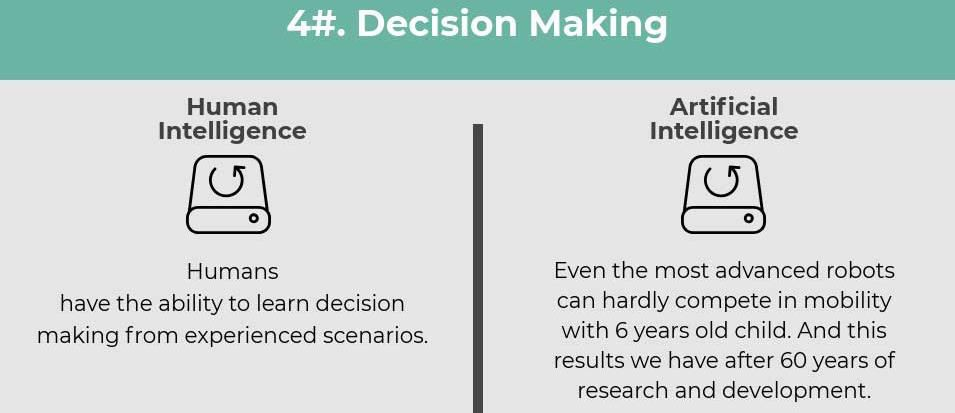 4#. Decision Making
Human
Intelligence
Humans
have the ability to learn decision
making from experienced scenarios.
Artificial
Intelligence
Even the most advanced robots
can hardly compete in mobility
with 6 years old child. And this
results we have after 60 years of
research and development.